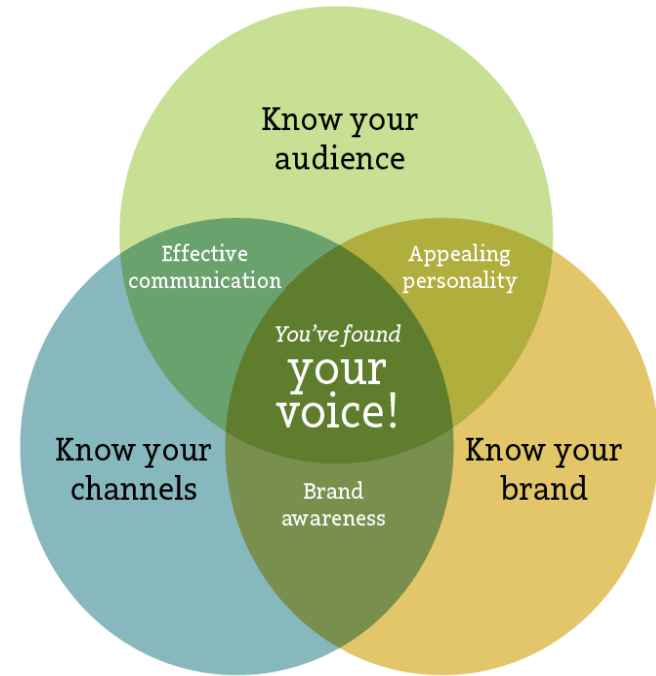 Know your
audience
Effective
communication
Appealing
personality
You've found
your
voice!
Know your
channels
Know your
brand
Brand
awareness